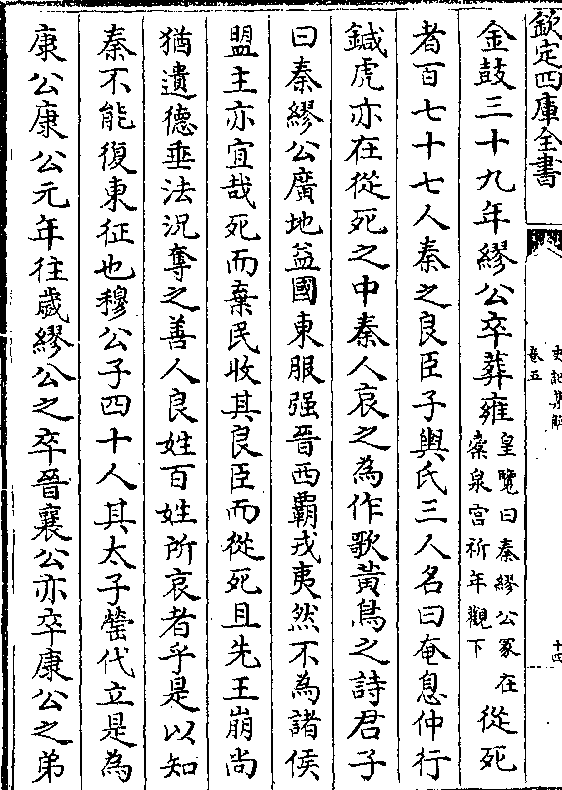 欽定四庫全書
史記集解
卷五
十四
金鼓三十九年繆公卒葬雍皇覽曰秦繆公冢在橐泉宮祈年觀下從死
者百七十七人秦之良臣子輿氏三人名曰奄息仲行
鍼虎亦在從死之中秦人哀之為作歌黃鳥之詩君子
曰秦繆公廣地益國東服强晉西霸戎夷然不為諸侯
盟主亦宜哉死而棄民收其良臣而從死且先王崩尚
猶遺德垂法況奪之善人良姓百姓所哀者乎是以知
秦不能復東征也穆公子四十人其太子罃代立是為
康公康公元年往歲繆公之卒晉襄公亦卒康公之弟